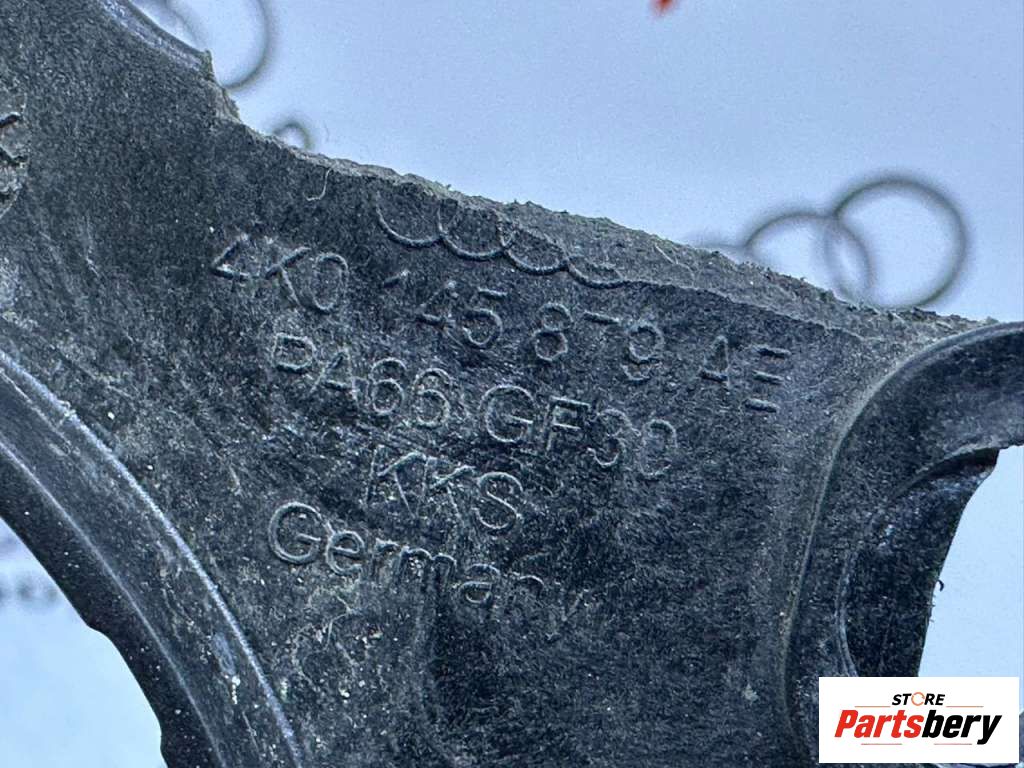 4K0 145 879 AE
PA66 GF30
KKS
Germany
STORE
Partsbery